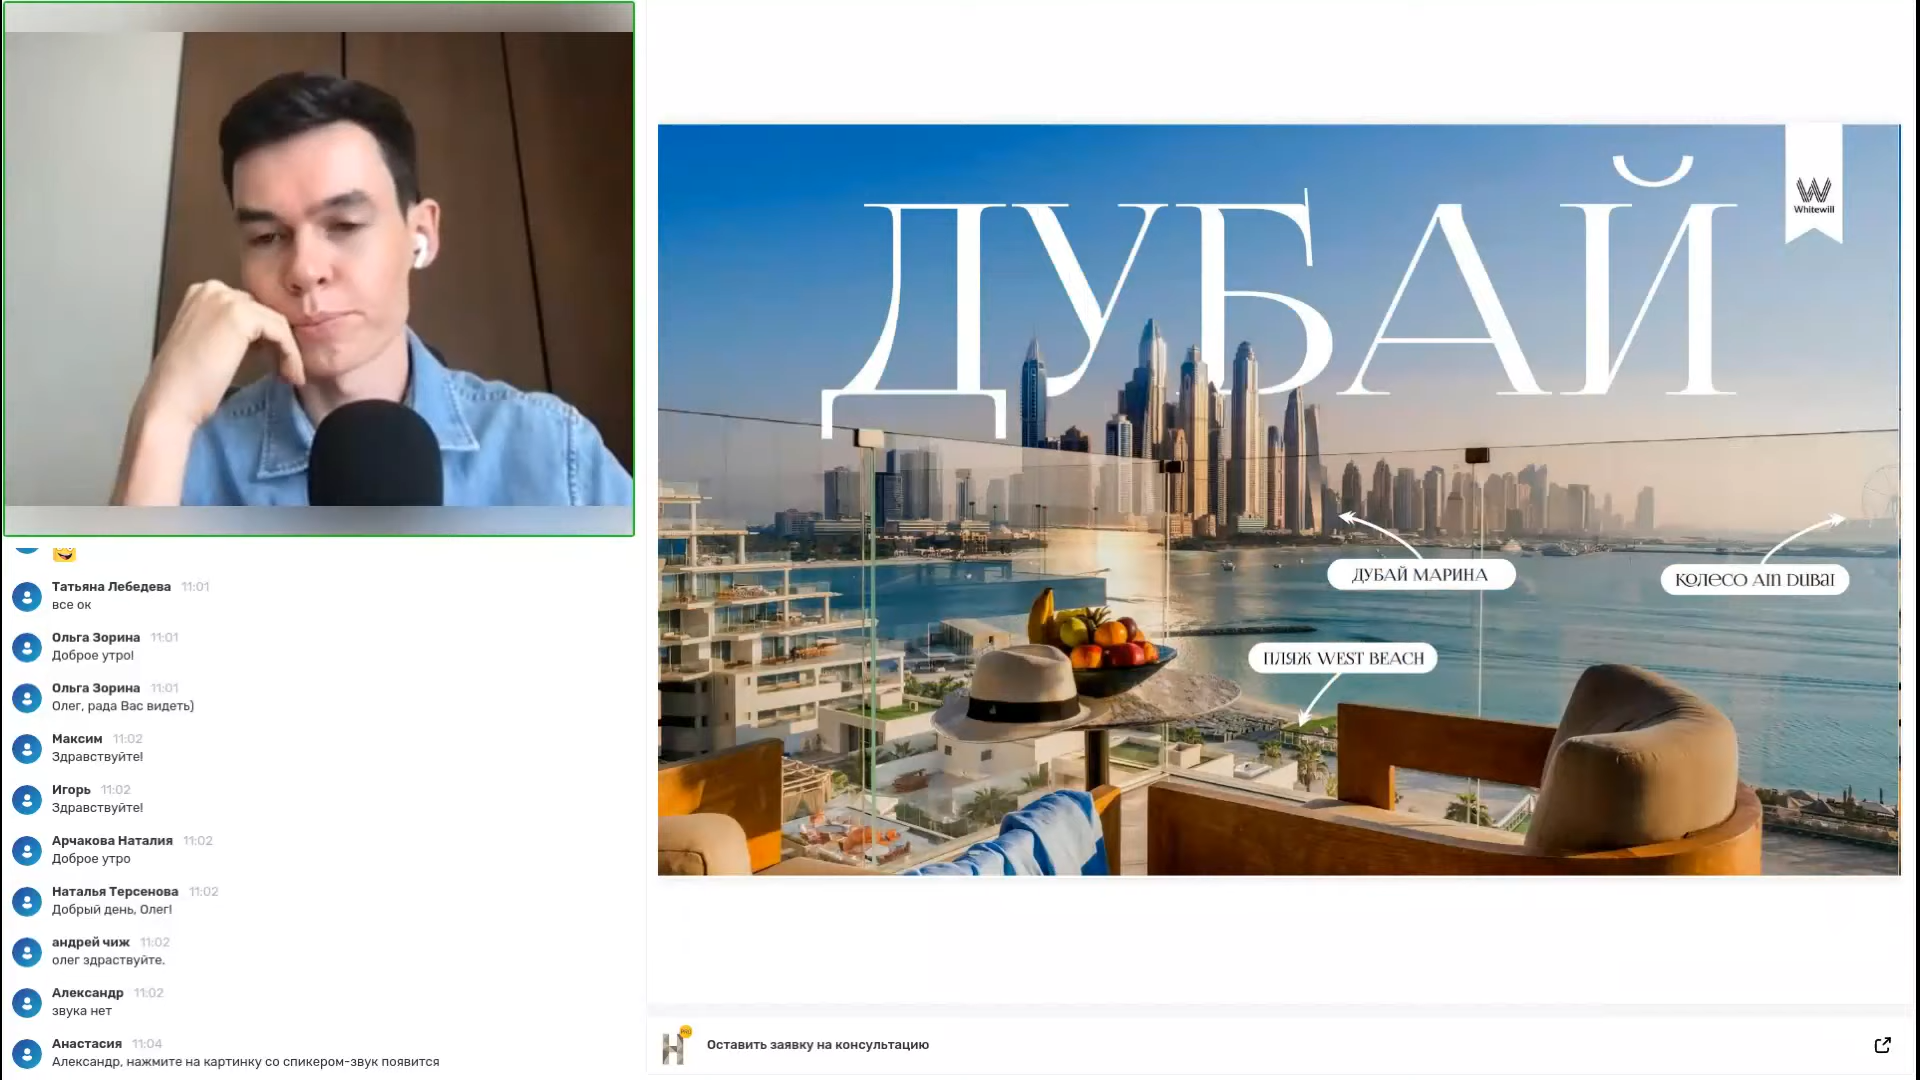 Татьяна Лебедева 11:01
все ок
Ольга Зорина 11:01
Доброе утро!
Ольга Зорина 11:01
Олег, рада Вас видеть)
Максим 11:02
Здравствуйте!
Игорь 11:02
Здравствуйте!
Арчакова Наталия 11:02
Доброе утро
Наталья Терсенова 11:02
Добрый день, Олег!
андрей чиж 11:02
олег здраствуйте.
Александр 11:02
звука нет
Анастасия 11:04
Александр, нажмите на картинку со спикером-звук появится
ДУБАЙ
W
Whitewill
ДУБАЙ МАРИНА
КОЛЕСО AIN DUBAI
ПЛЯЖ WEST BEACH
H PRO
Оставить заявку на консультацию